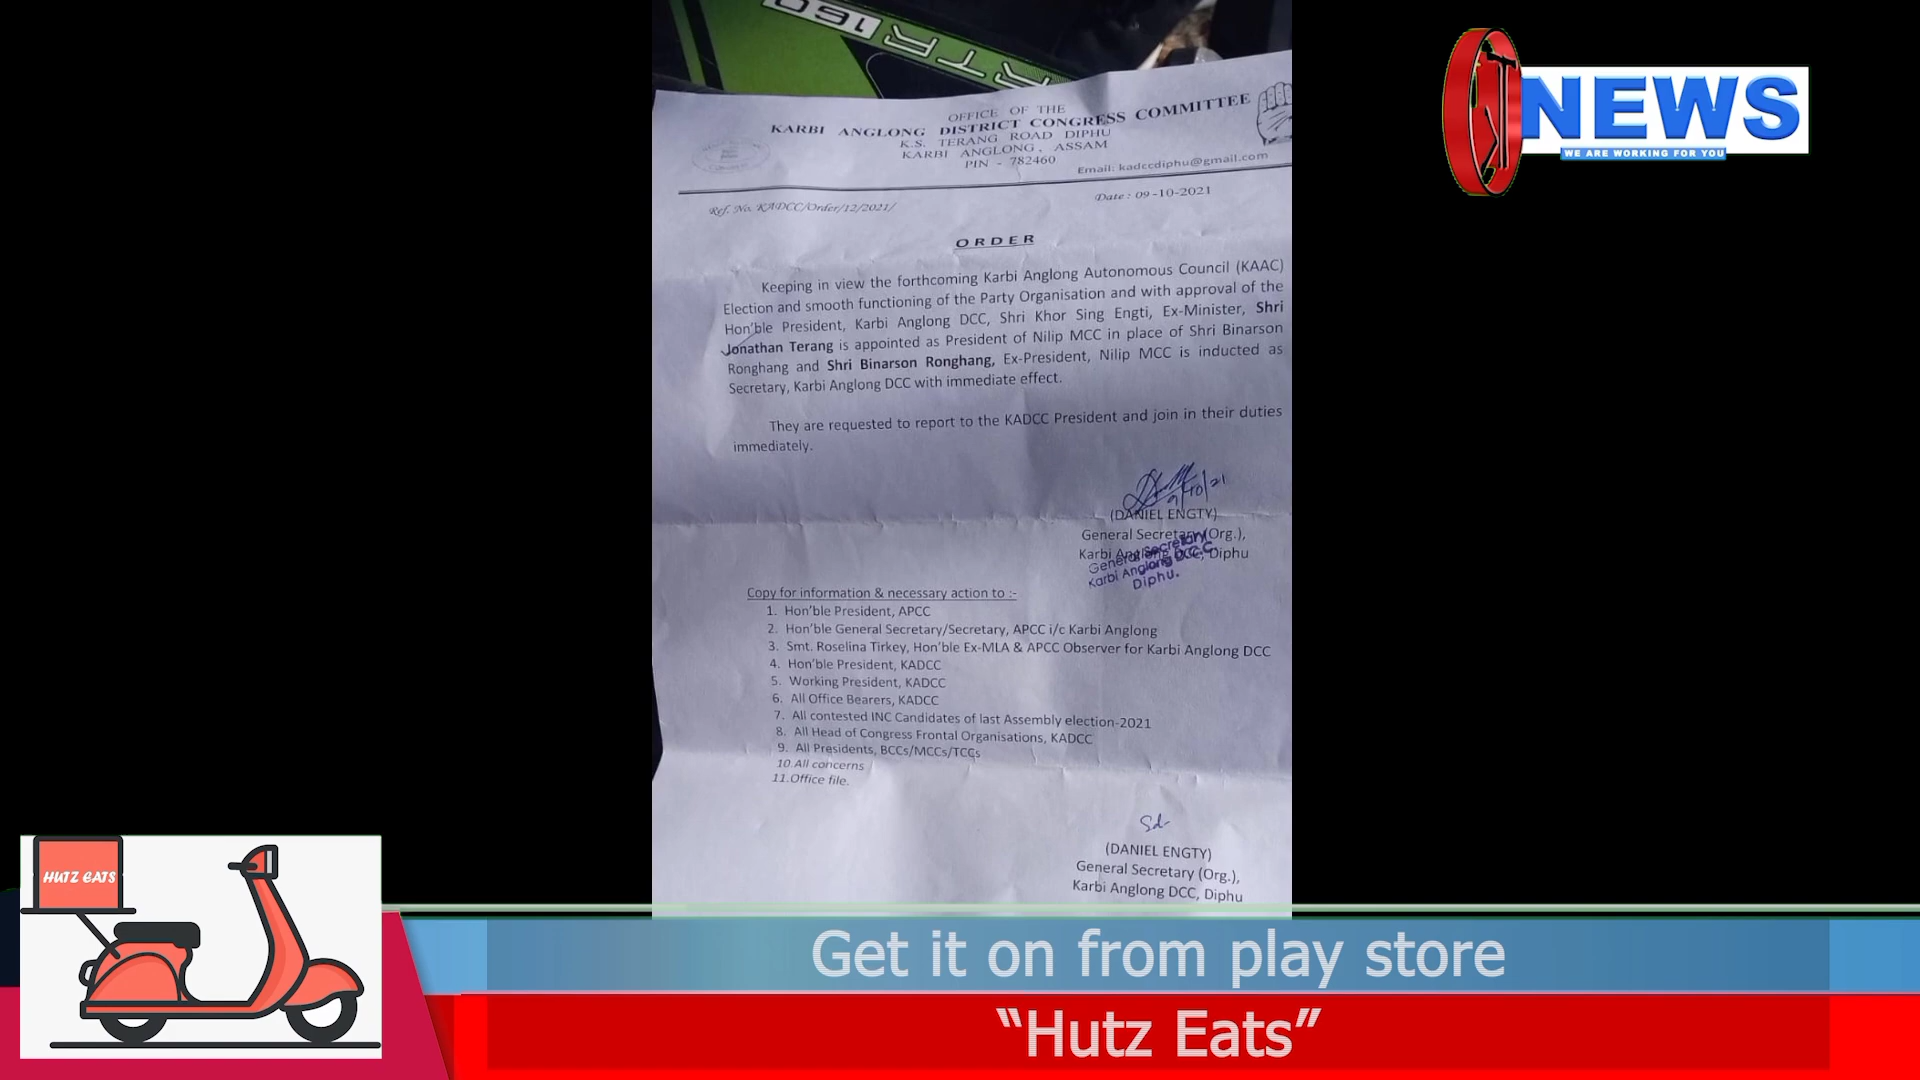 RTR 160
OFFICE OF THE
KARBI ANGLONG DISTRICT CONGRESS COMMITTEE
K.S. TERANG ROAD DIPHU
KARBI ANGLONG, ASSAM
PIN - 782460
Email: kadccdiphu@gmail.com
Ref. No. KADCC/Order/12/2021/
Date : 09-10-2021
ORDER
Keeping in view the forthcoming Karbi Anglong Autonomous Council (KAAC)
Election and smooth functioning of the Party Organisation and with approval of the
Hon'ble President, Karbi Anglong DCC, Shri Khor Sing Engti, Ex-Minister, Shri
Jonathan Terang is appointed as President of Nilip MCC in place of Shri Binarson
Ronghang and Shri Binarson Ronghang, Ex-President, Nilip MCC is inducted as
Secretary, Karbi Anglong DCC with immediate effect.
They are requested to report to the KADCC President and join in their duties
immediately.
9/10/21
(DANIEL ENGTY)
General Secretary (Org.),
Karbi Anglong DCC, Diphu
General Secretary
Karbi Anglong DCC.C
Diphu.
Copy for information & necessary action to :-
1. Hon'ble President, APCC
2. Hon'ble General Secretary/Secretary, APCC i/c Karbi Anglong
3. Smt. Roselina Tirkey, Hon'ble Ex-MLA & APCC Observer for Karbi Anglong DCC
4. Hon'ble President, KADCC
5. Working President, KADCC
6. All Office Bearers, KADCC
7. All contested INC Candidates of last Assembly election-2021
8. All Head of Congress Frontal Organisations, KADCC
9. All Presidents, BCCs/MCCs/TCCs
10.All concerns
11.Office file.
Sd-
(DANIEL ENGTY)
General Secretary (Org.),
Karbi Anglong DCC, Diphu
NEWS
WE ARE WORKING FOR YOU
HUTZ EATS
Get it on from play store
“Hutz Eats”